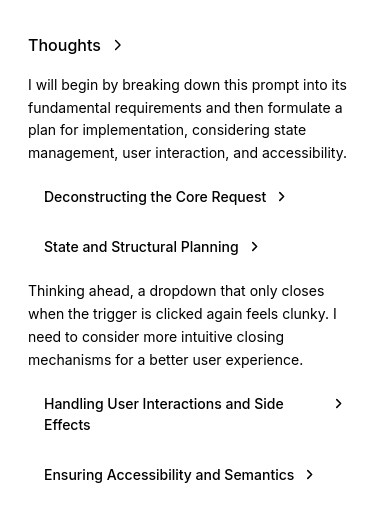 Thoughts
I will begin by breaking down this prompt into its
fundamental requirements and then formulate a
plan for implementation, considering state
management, user interaction, and accessibility.
Deconstructing the Core Request
State and Structural Planning
Thinking ahead, a dropdown that only closes
when the trigger is clicked again feels clunky. I
need to consider more intuitive closing
mechanisms for a better user experience.
Handling User Interactions and Side
Effects
Ensuring Accessibility and Semantics